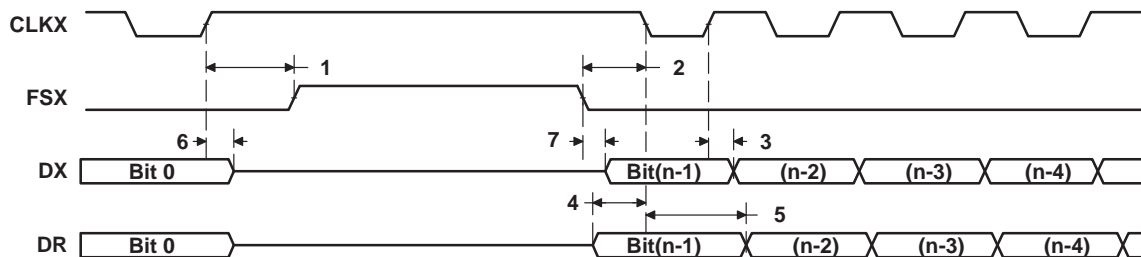 CLKX
1
2
FSX
6
7
3
DX
Bit 0
Bit(n-1)
(n-2)
(n-3)
(n-4)
4
5
DR
Bit 0
Bit(n-1)
(n-2)
(n-3)
(n-4)